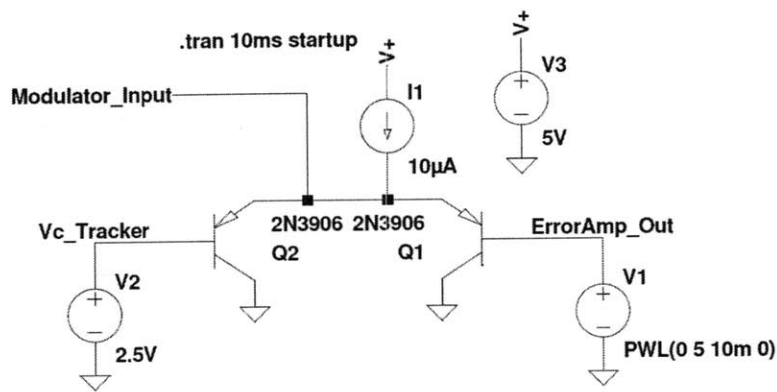 .tran 10ms startup
V+
V+
V3
Modulator_Input
I1
5V
10µA
2N3906 2N3906
Vc_Tracker
ErrorAmp_Out
Q2
Q1
V2
V1
2.5V
PWL(0 5 10m 0)